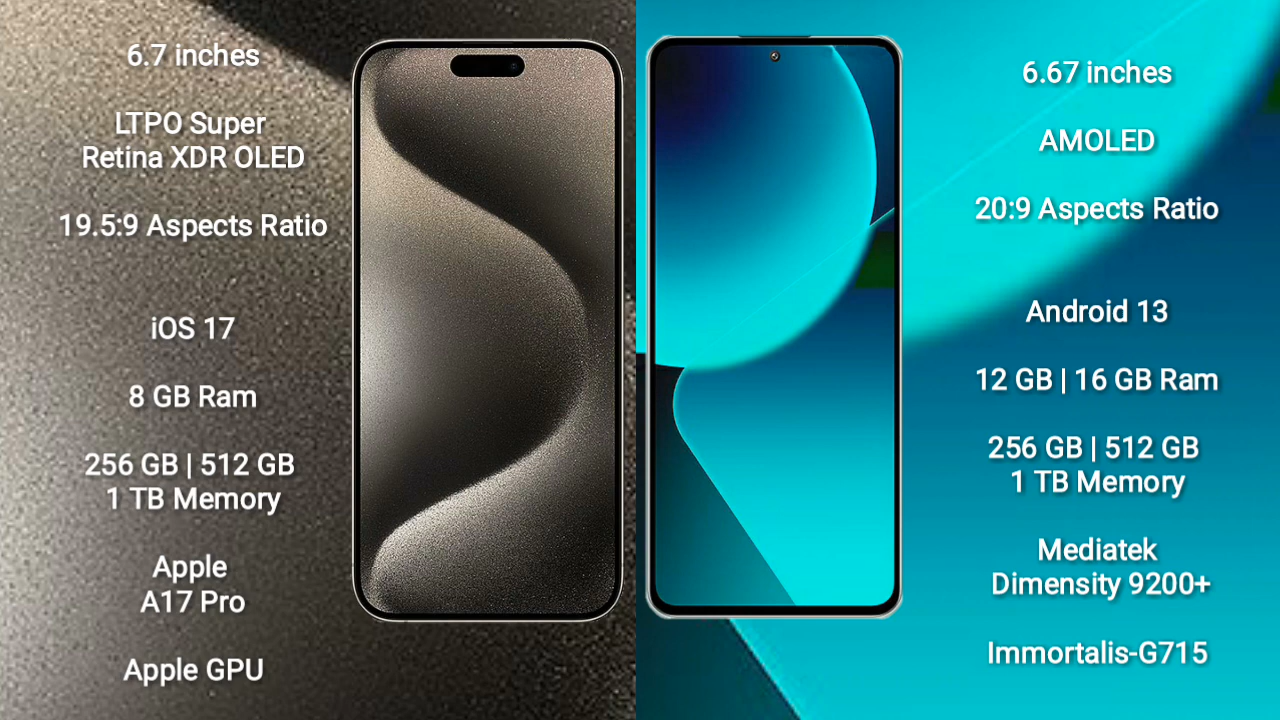 6.7 inches
LTPO Super
Retina XDR OLED
19.5:9 Aspects Ratio
iOS 17
8 GB Ram
256 GB | 512 GB
1 TB Memory
Apple
A17 Pro
Apple GPU
6.67 inches
AMOLED
20:9 Aspects Ratio
Android 13
12 GB | 16 GB Ram
256 GB | 512 GB
1 TB Memory
Mediatek
Dimensity 9200+
Immortalis-G715